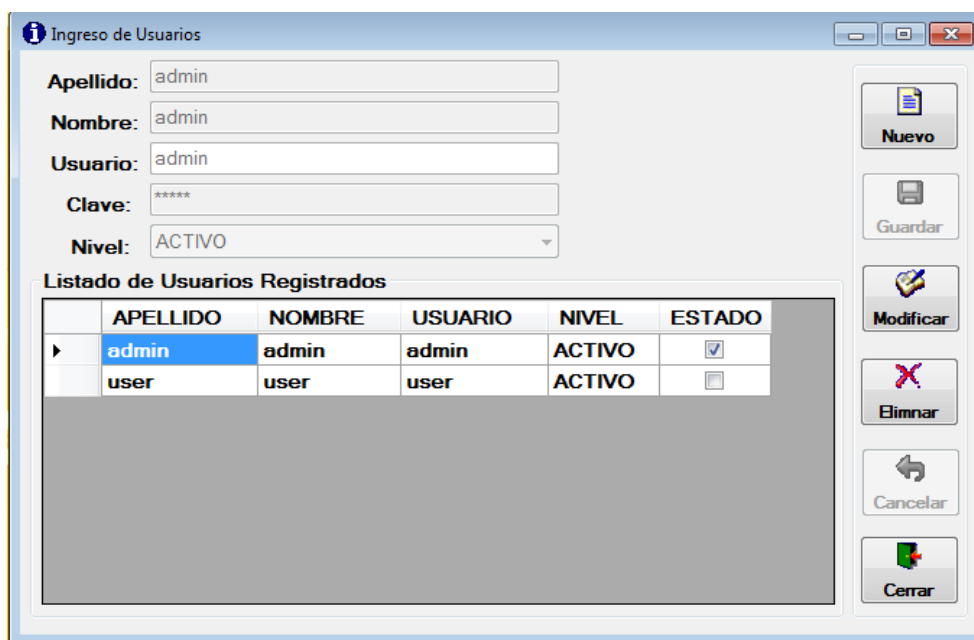 Ingreso de Usuarios
Apellido: admin
Nombre: admin
Usuario: admin
Clave: *****
Nivel: ACTIVO
Nuevo
Guardar
Modificar
Elimnar
Cancelar
Cerrar
Listado de Usuarios Registrados
APELLIDO NOMBRE USUARIO NIVEL ESTADO
admin admin admin ACTIVO
user user user ACTIVO